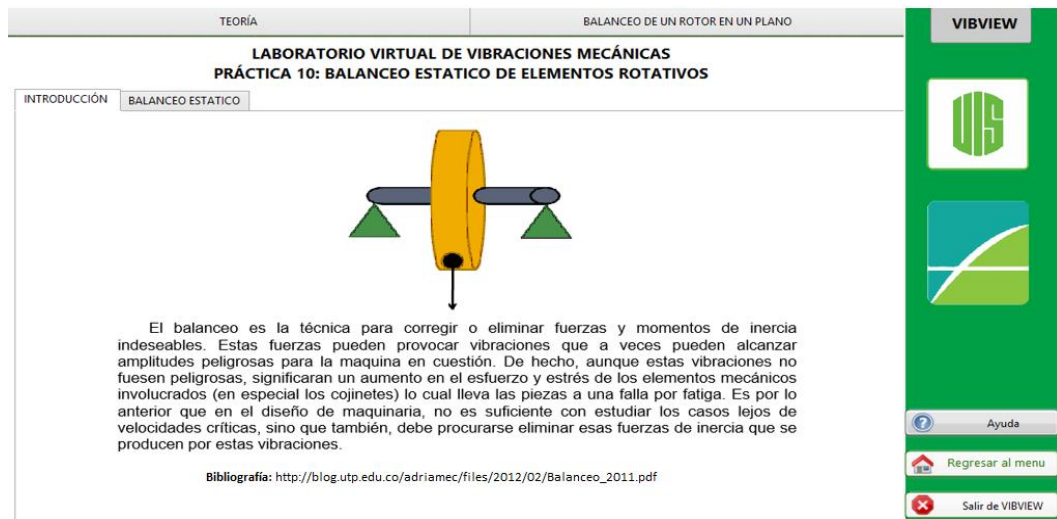 TEORÍA
BALANCEO DE UN ROTOR EN UN PLANO
VIBVIEW
LABORATORIO VIRTUAL DE VIBRACIONES MECÁNICAS
PRÁCTICA 10: BALANCEO ESTATICO DE ELEMENTOS ROTATIVOS
INTRODUCCIÓN
BALANCEO ESTATICO
UIS
El balanceo es la técnica para corregir o eliminar fuerzas y momentos de inercia
indeseables. Estas fuerzas pueden provocar vibraciones que a veces pueden alcanzar
amplitudes peligrosas para la maquina en cuestión. De hecho, aunque estas vibraciones no
fuesen peligrosas, significaran un aumento en el esfuerzo y estrés de los elementos mecánicos
involucrados (en especial los cojinetes) lo cual lleva las piezas a una falla por fatiga. Es por lo
anterior que en el diseño de maquinaria, no es suficiente con estudiar los casos lejos de
velocidades críticas, sino que también, debe procurarse eliminar esas fuerzas de inercia que se
producen por estas vibraciones.
Bibliografía: http://blog.utp.edu.co/adriamec/files/2012/02/Balanceo_2011.pdf
Ayuda
Regresar al menu
Salir de VIBVIEW